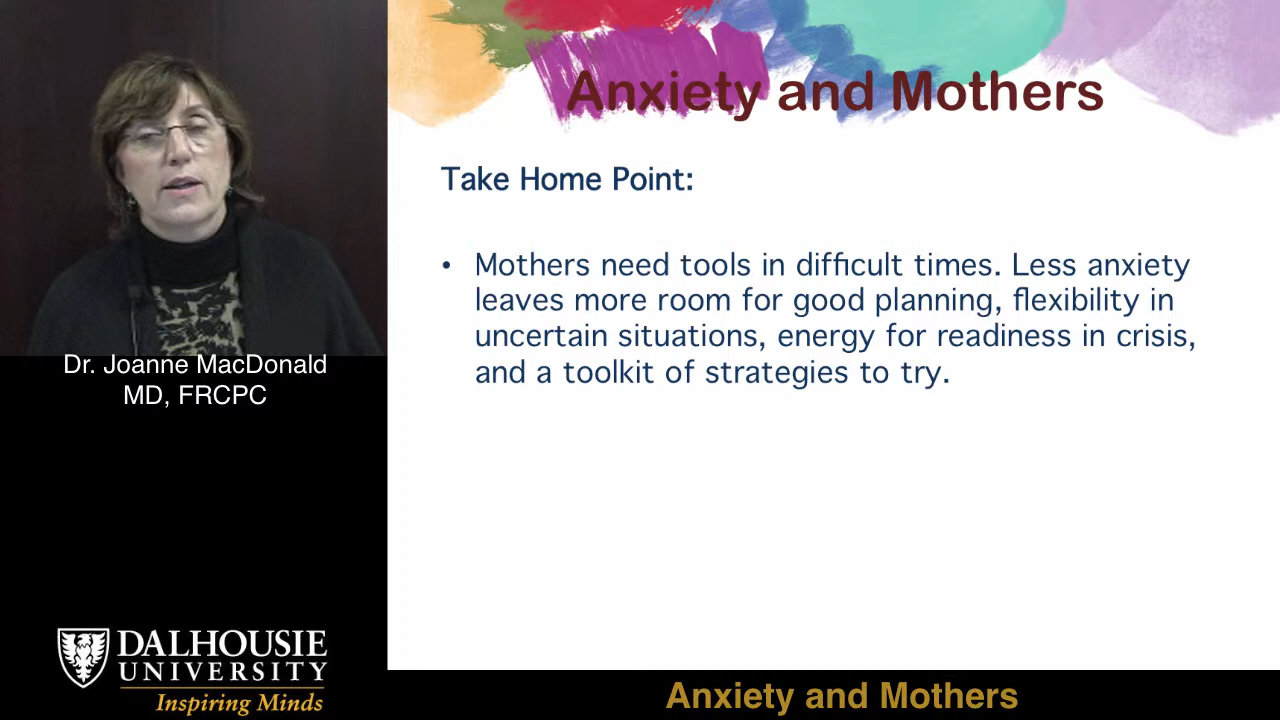 Anxiety and Mothers
Take Home Point:
• Mothers need tools in difficult times. Less anxiety
leaves more room for good planning, flexibility in
uncertain situations, energy for readiness in crisis,
and a toolkit of strategies to try.
Dr. Joanne MacDonald
MD, FRCPC
DALHOUSIE
UNIVERSITY
Inspiring Minds
Anxiety and Mothers